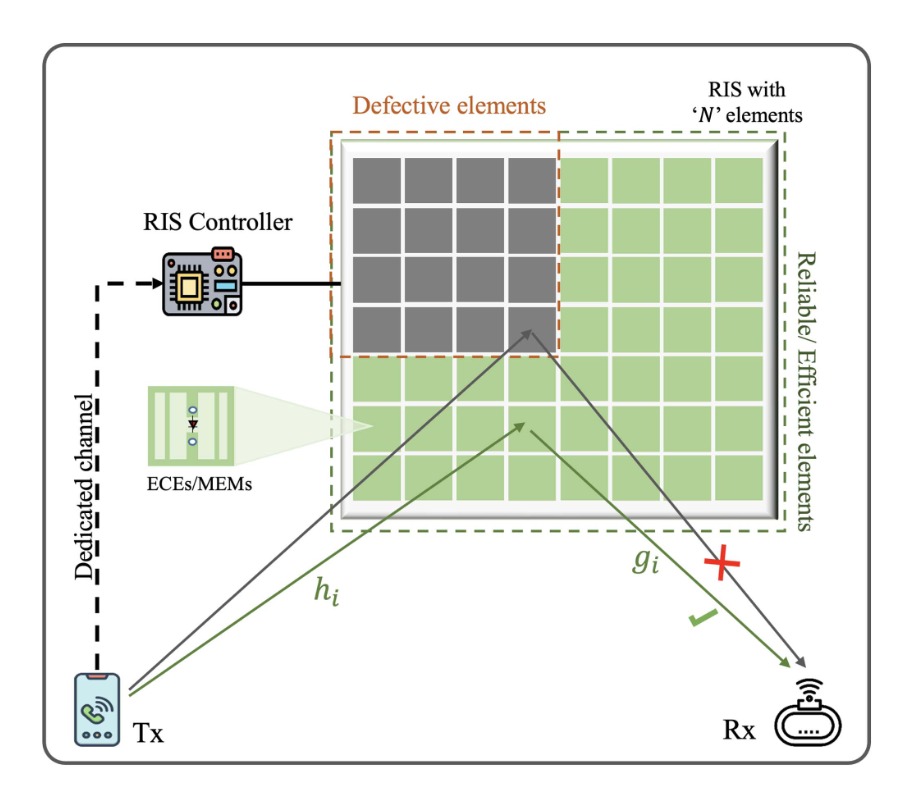 Defective elements
RIS with
‘N’ elements
RIS Controller
Reliable/ Efficient elements
Dedicated channel
ECEs/MEMs
h_i
g_i
Tx
Rx